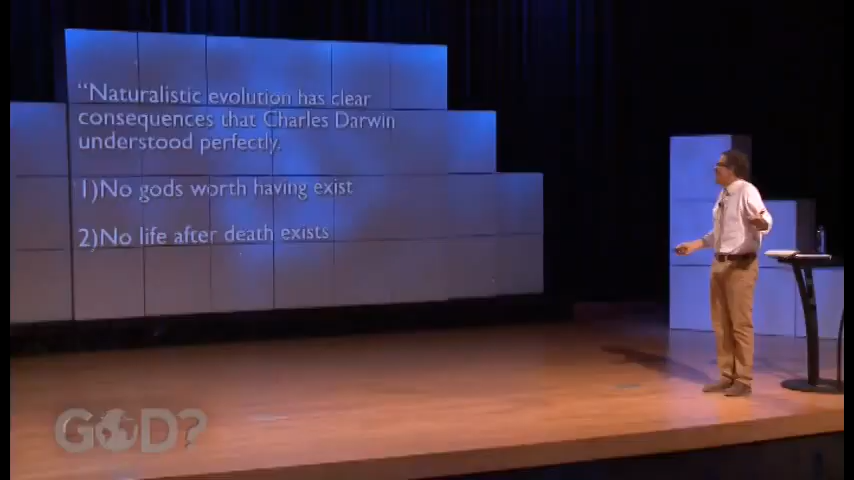 “Naturalistic evolution has clear
consequences that Charles Darwin
understood perfectly.
1)No gods worth having exist
2)No life after death exists
GOD?